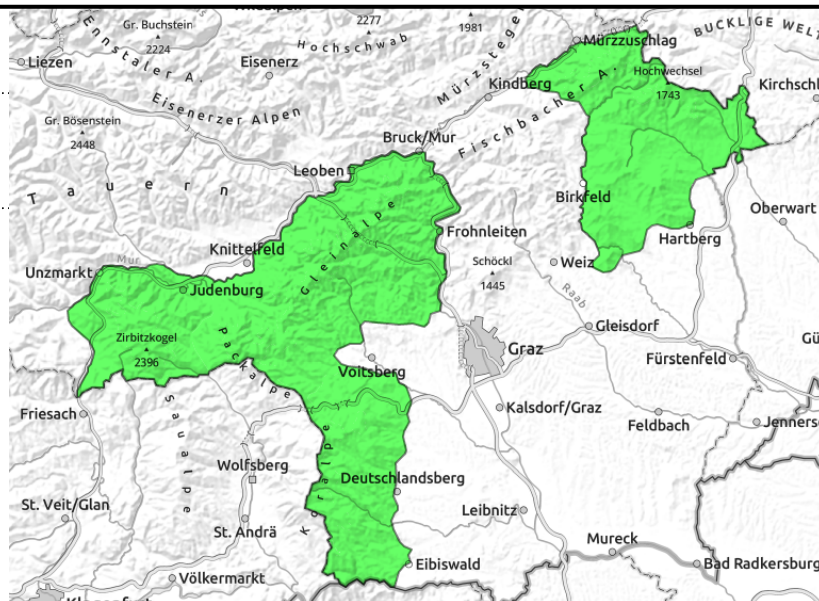 Gr. Buchstein
2224
Ennstaler A.
2277
Hochschwab
1981
Mürzzuschlag
BUCKLIGE WELT
Liezen
Eisenerz
Hochwechsel
1743
Kirchschl
Kindberg
Eisenerzer Alpen
Fischbacher A.
Gr. Bösenstein
2448
Bruck/Mur
Leoben
Tauern
Birkfeld
Oberwart
Frohnleiten
Hartberg
Knittelfeld
Gleinalpe
Mur
Unzmarkt
Schöckl
1445
Weiz
Judenburg
Raab
Zirbitzkogel
2396
Packalpe
Gleisdorf
Graz
Voitsberg
Fürstenfeld
Gü
Friesach
Saualpe
Kalsdorf/Graz
Feldbach
Jenners
Wolfsberg
Koralpe
Deutschlandsberg
St. Veit/Glan
St. Andrä
Leibnitz
Mureck
Eibiswald
Bad Radkersburg
Völkermarkt